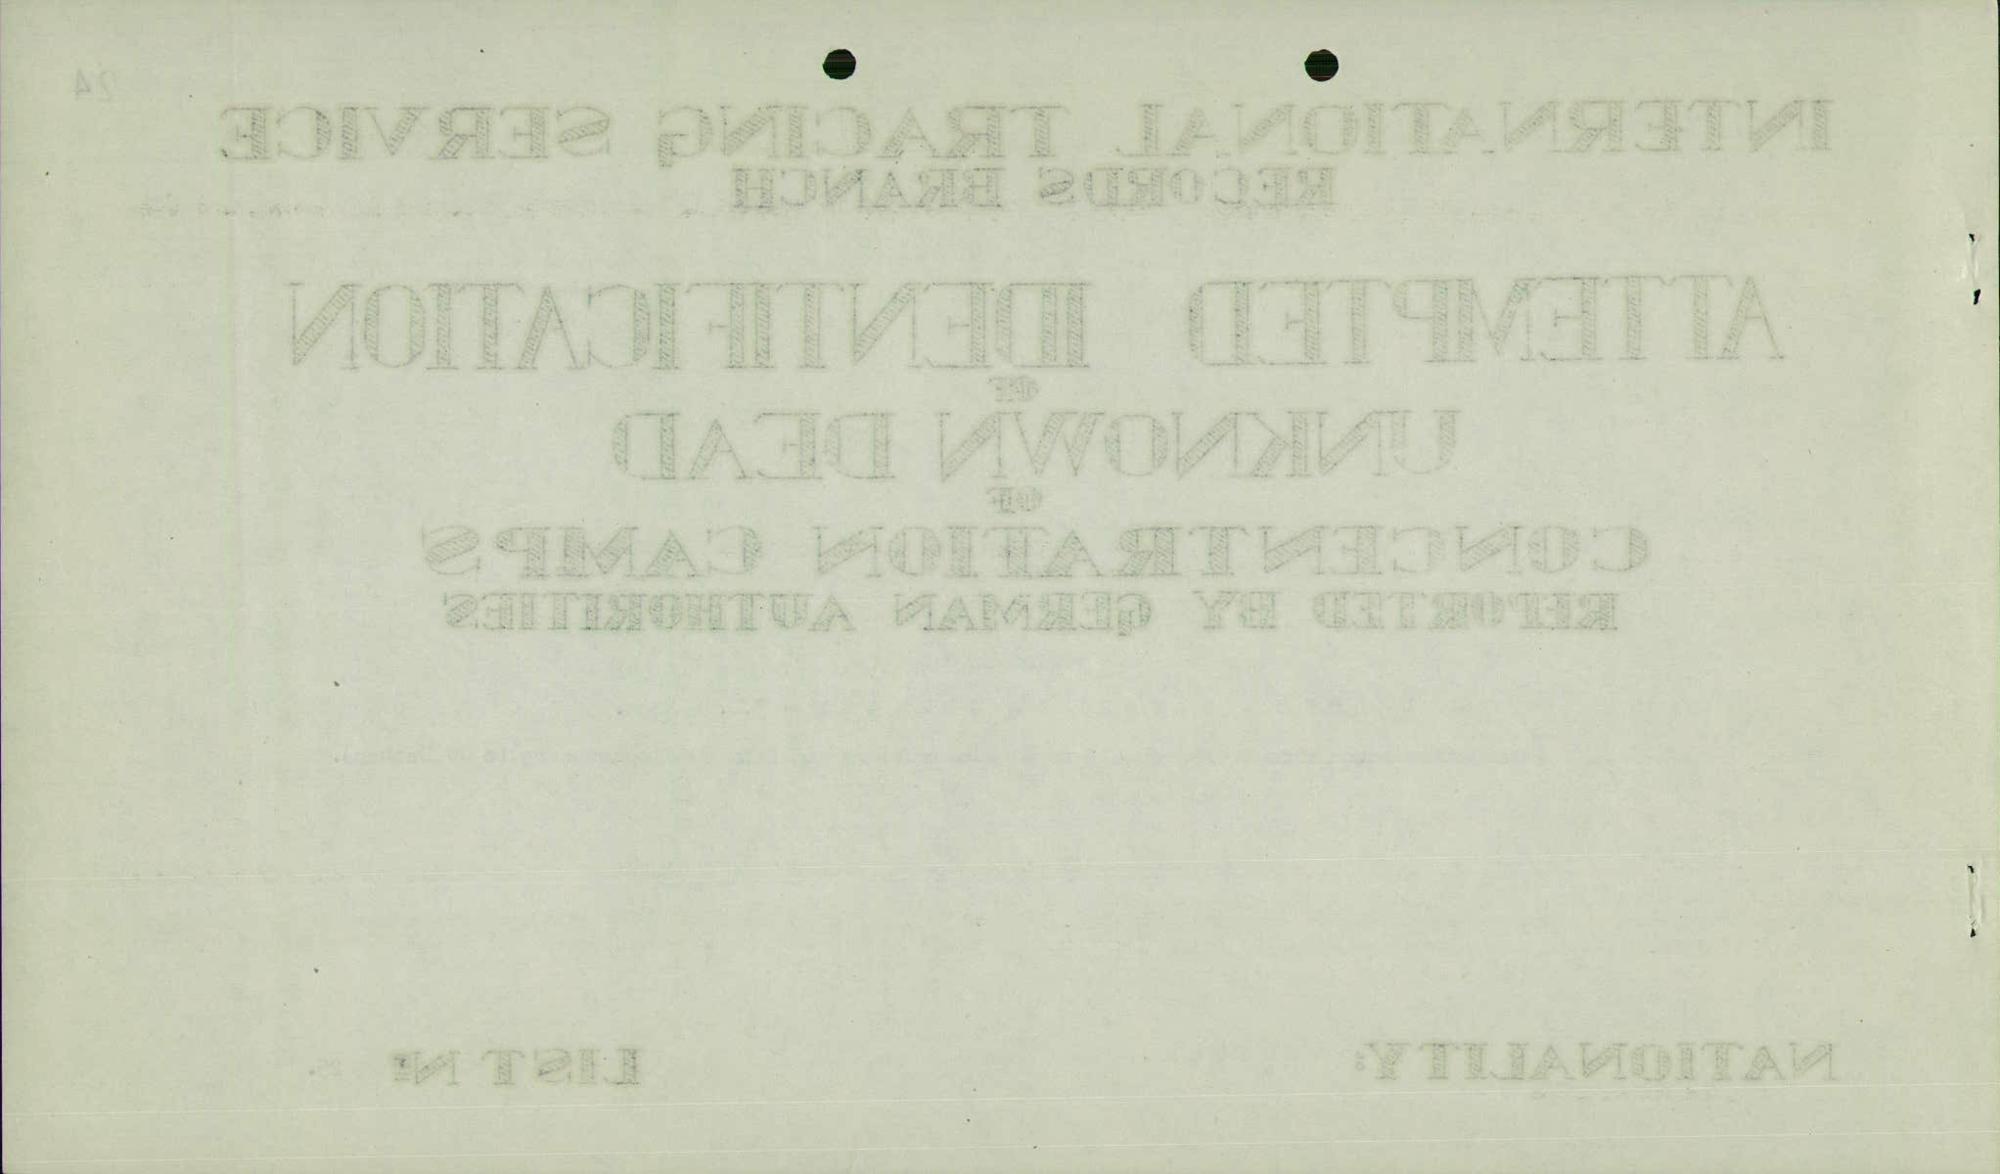 24
INTERNATIONAL TRACING SERVICE
RECORDS BRANCH
ATTEMPTED IDENTIFICATION
OF
UNKNOWN DEAD
OF
CONCENTRATION CAMPS
REPORTED BY GERMAN AUTHORITIES
NATIONALITY: LIST Nº